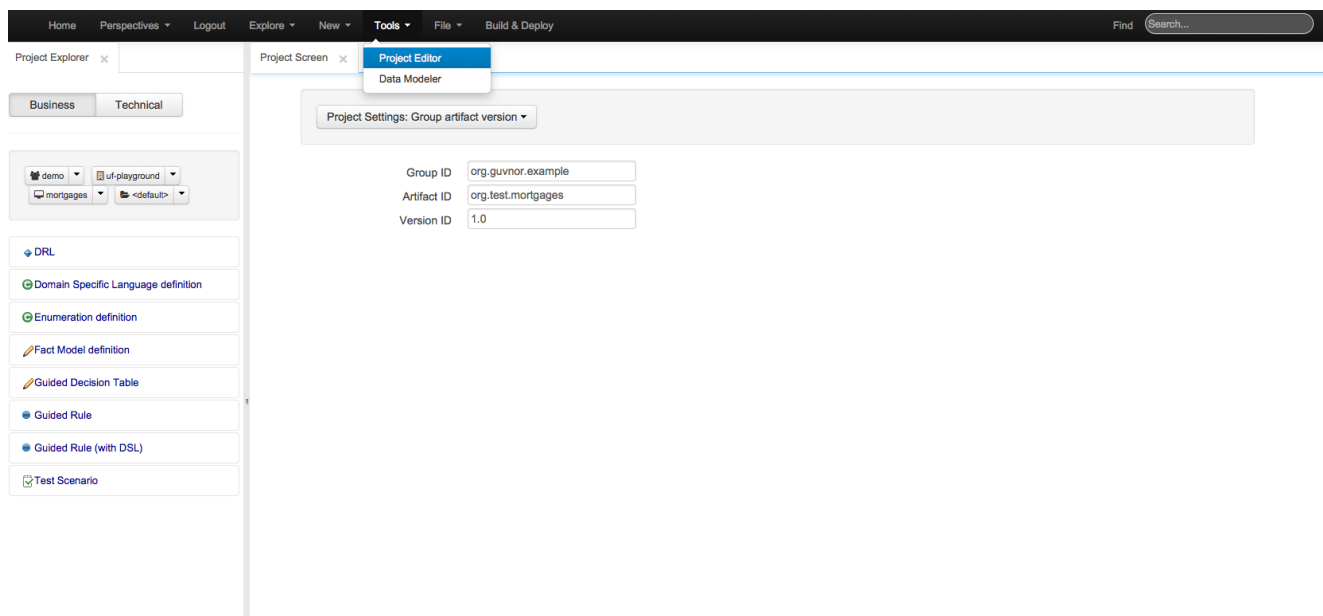 Home Perspectives Logout Explore New Tools File Build & Deploy Find Search...
Project Explorer Project Screen Project Editor
Data Modeler
Business Technical
Project Settings: Group artifact version
demo uf-playground
mortgages <default>
Group ID org.guvnor.example
Artifact ID org.test.mortgages
Version ID 1.0
DRL
Domain Specific Language definition
Enumeration definition
Fact Model definition
Guided Decision Table
Guided Rule
Guided Rule (with DSL)
Test Scenario